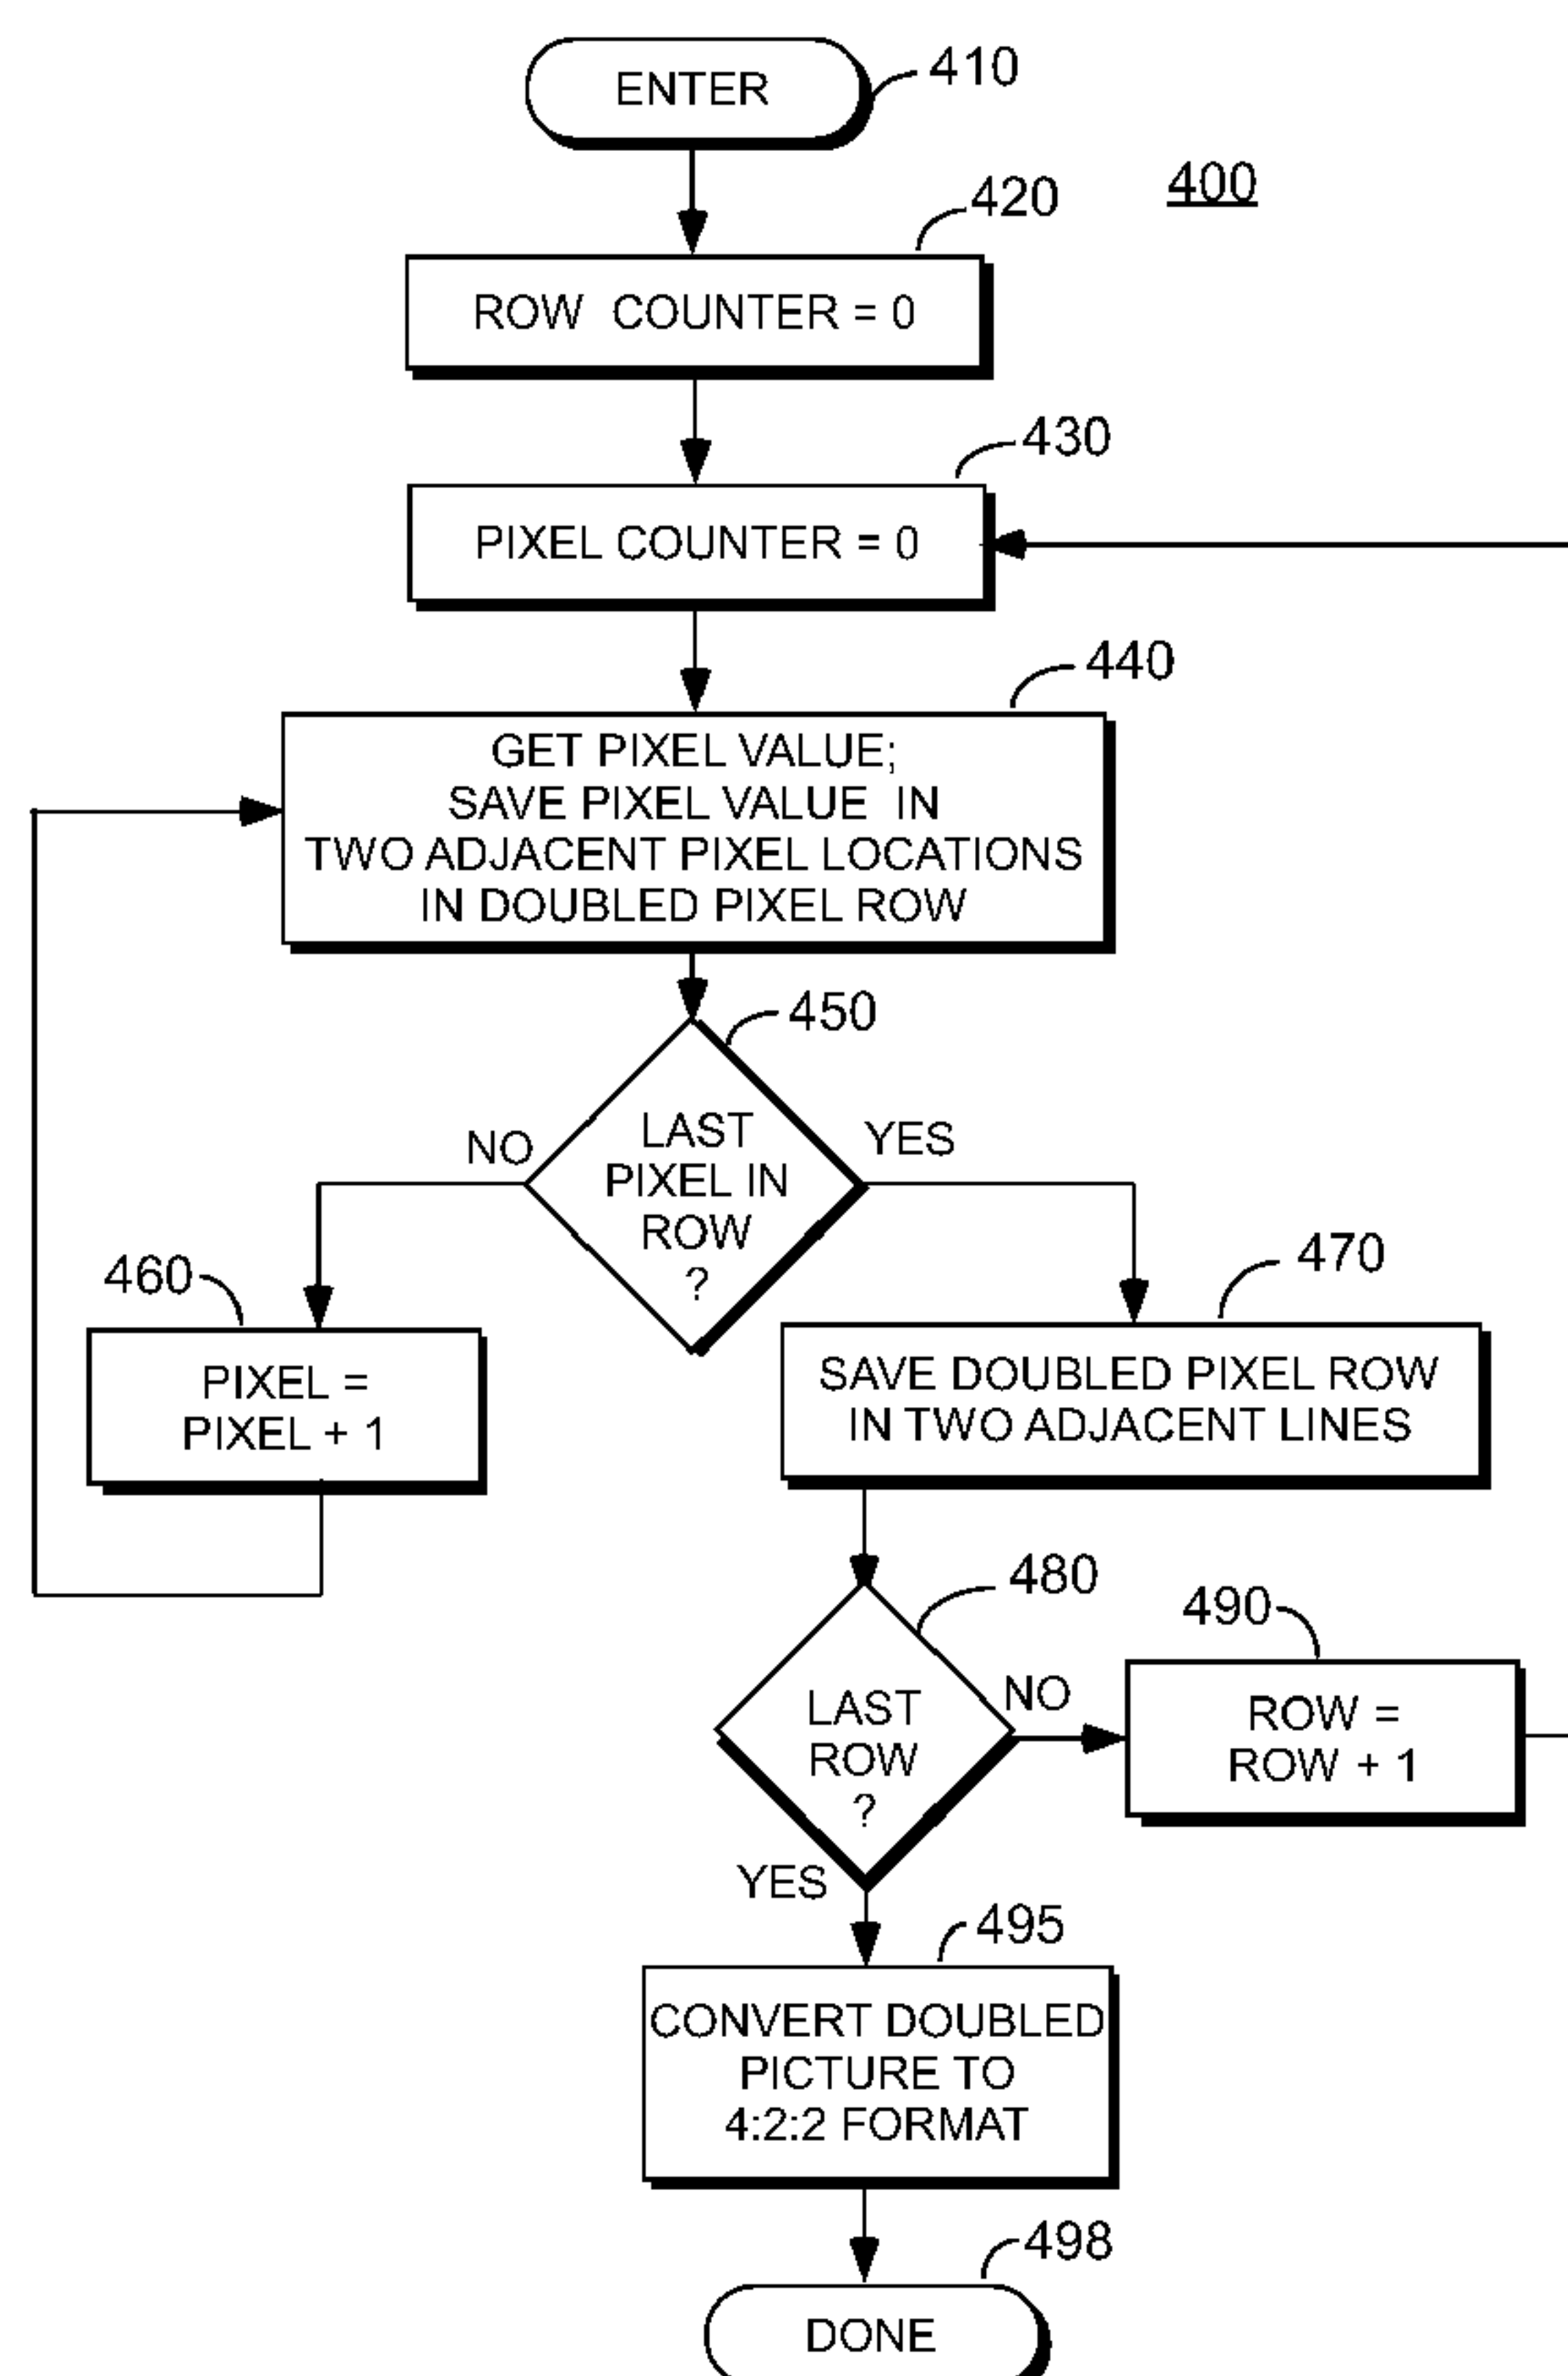 ENTER
410
400
420
ROW COUNTER = 0
430
PIXEL COUNTER = 0
440
GET PIXEL VALUE;
SAVE PIXEL VALUE IN
TWO ADJACENT PIXEL LOCATIONS
IN DOUBLED PIXEL ROW
450
NO
LAST
PIXEL IN
ROW
?
YES
460
PIXEL =
PIXEL + 1
470
SAVE DOUBLED PIXEL ROW
IN TWO ADJACENT LINES
480
LAST
ROW
?
NO
490
ROW =
ROW + 1
YES
495
CONVERT DOUBLED
PICTURE TO
4:2:2 FORMAT
498
DONE